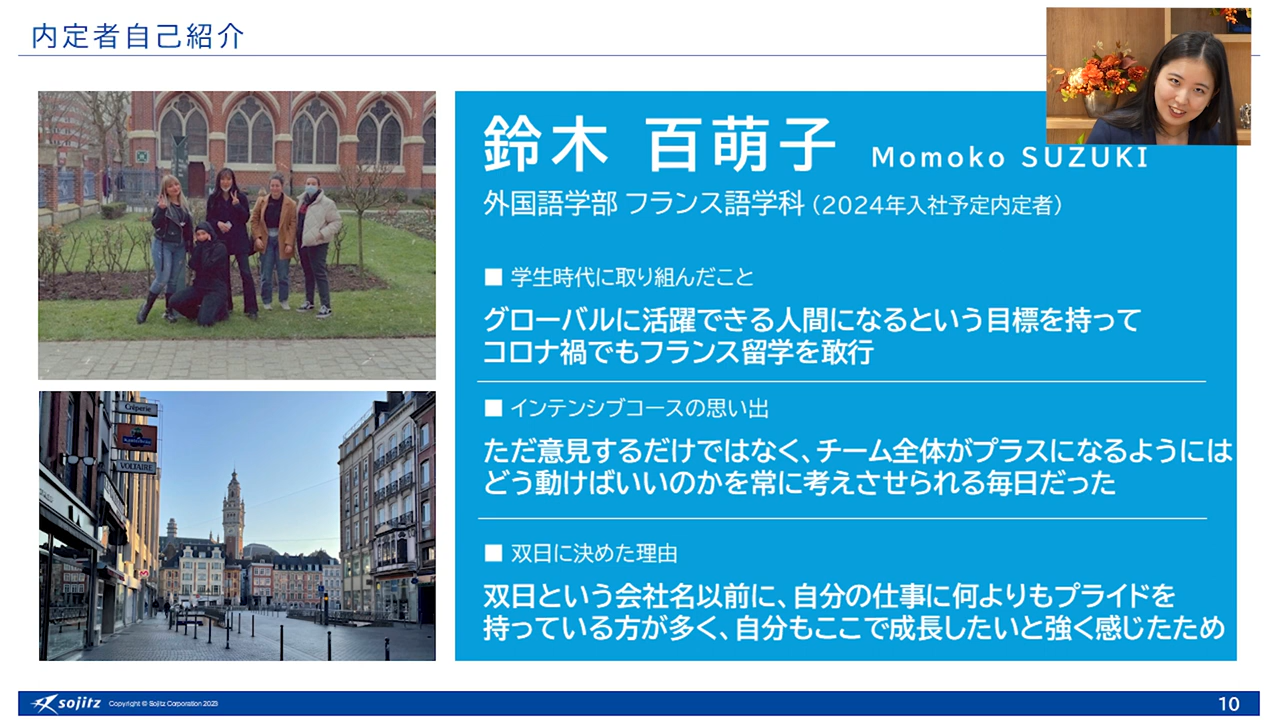 内定者自己紹介
鈴木 百萌子 Momoko SUZUKI
外国語学部 フランス語学科（2024年入社予定内定者）
■ 学生時代に取り組んだこと
グローバルに活躍できる人間になるという目標を持って
コロナ禍でもフランス留学を敢行
■ インテンシブコースの思い出
ただ意見するだけではなく、チーム全体がプラスになるようには
どう動けばいいのかを常に考えさせられる毎日だった
■ 双日に決めた理由
双日という会社名以前に、自分の仕事に何よりもプライドを
持っている方が多く、自分もここで成長したいと強く感じたため
Crêperie
VOLTAIRE
sojitz Copyright © Sojitz Corporation 2023
10